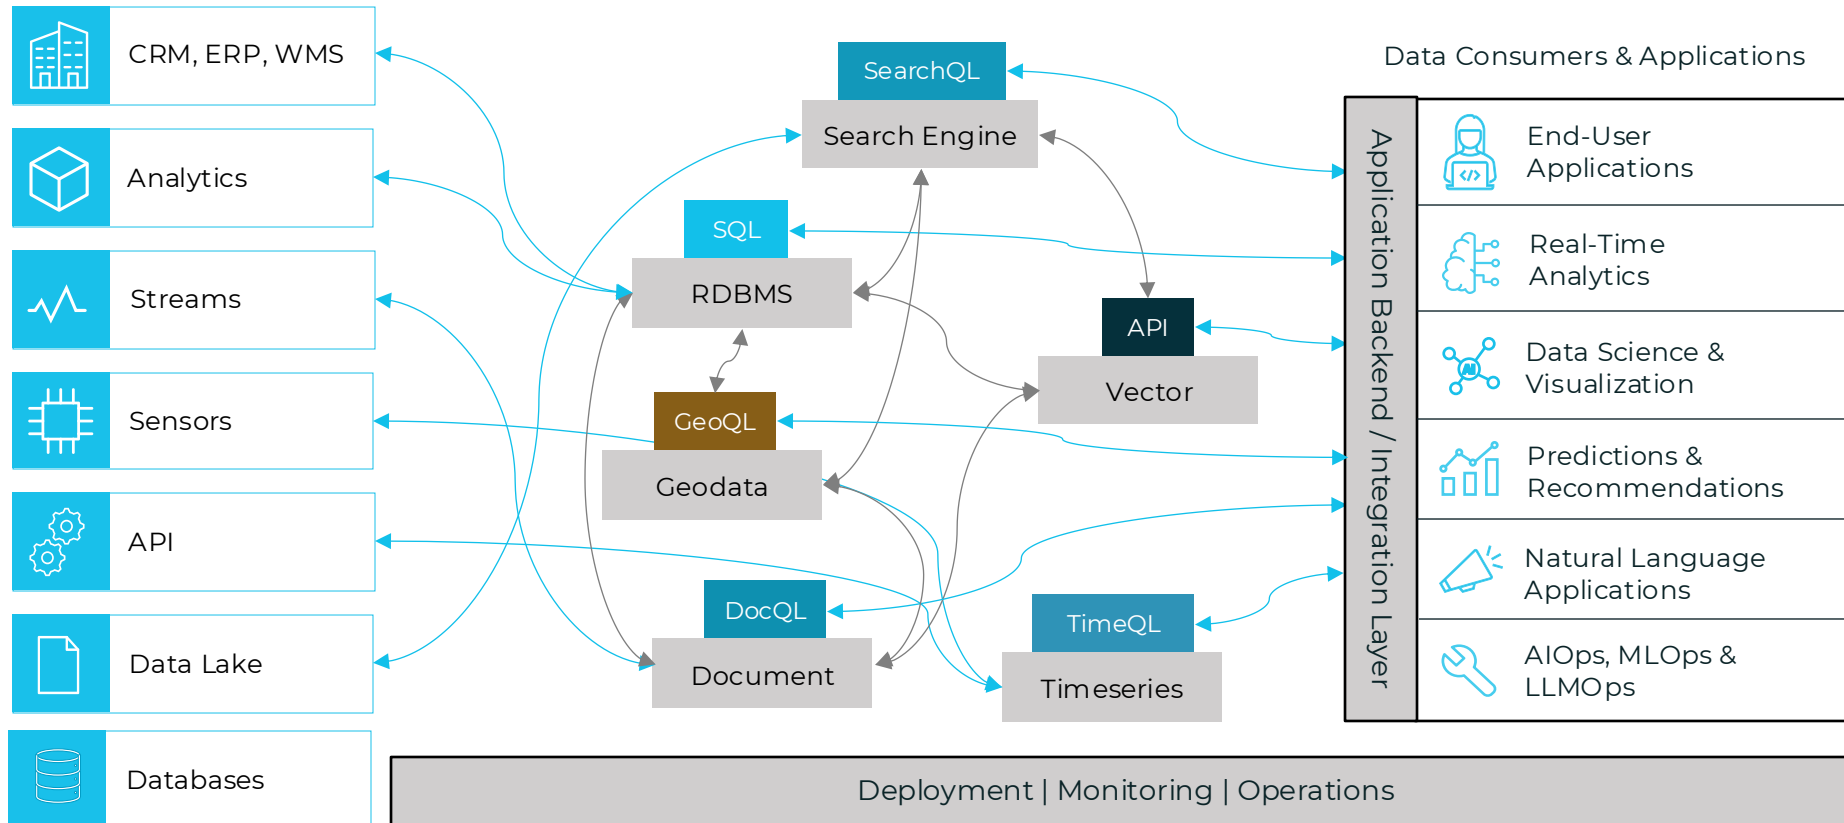 CRM, ERP, WMS
Analytics
Streams
Sensors
API
Data Lake
Databases
SearchQL
Search Engine
SQL
RDBMS
API
Vector
GeoQL
Geodata
DocQL
Document
TimeQL
Timeseries
Data Consumers & Applications
Application Backend / Integration Layer
End-User
Applications
Real-Time
Analytics
AI
Data Science &
Visualization
Predictions &
Recommendations
Natural Language
Applications
AIOps, MLOps &
LLMOps
Deployment | Monitoring | Operations